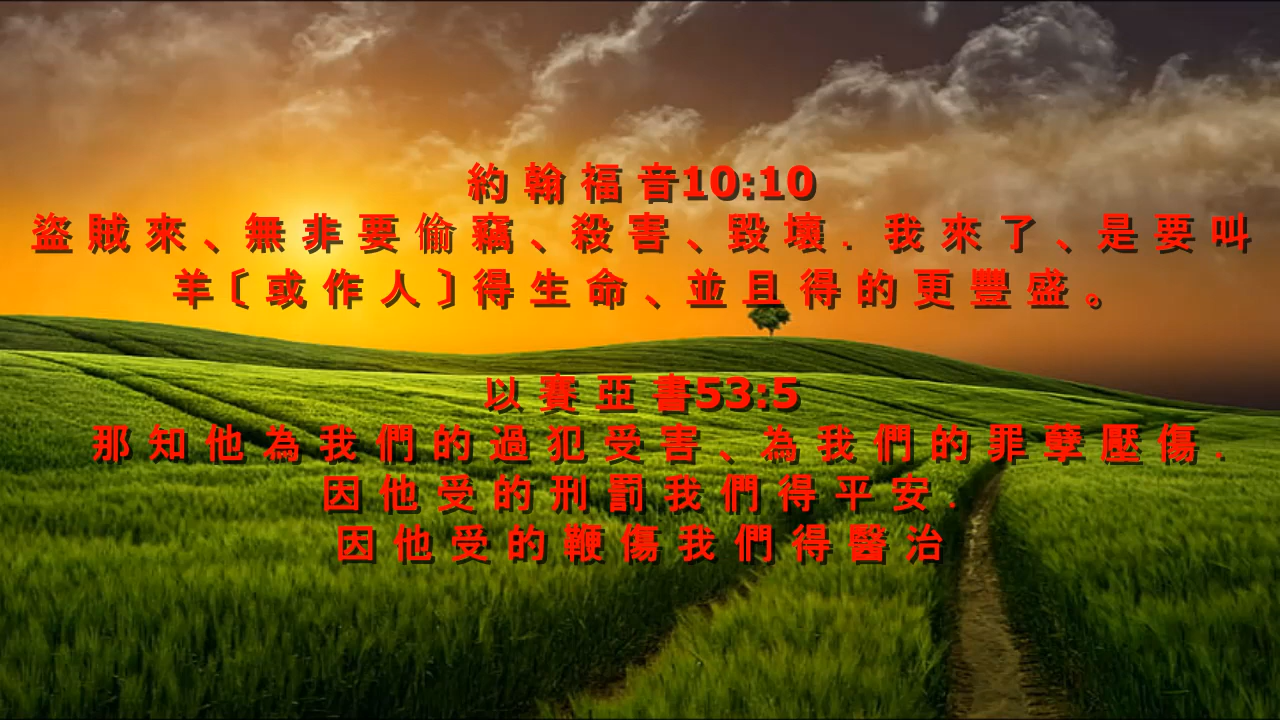 約 翰 福 音10:10
盜 賊 來 、無 非 要 偷 竊 、殺 害 、毀 壞 . 我 來 了 、是 要 叫
羊〔 或 作 人 〕得 生 命 、並 且 得 的 更 豐 盛 。
以 賽 亞 書53:5
那 知 他 為 我 們 的 過 犯 受 害 、為 我 們 的 罪 孽 壓 傷 .
因 他 受 的 刑 罰 我 們 得 平 安 .
因 他 受 的 鞭 傷 我 們 得 醫 治